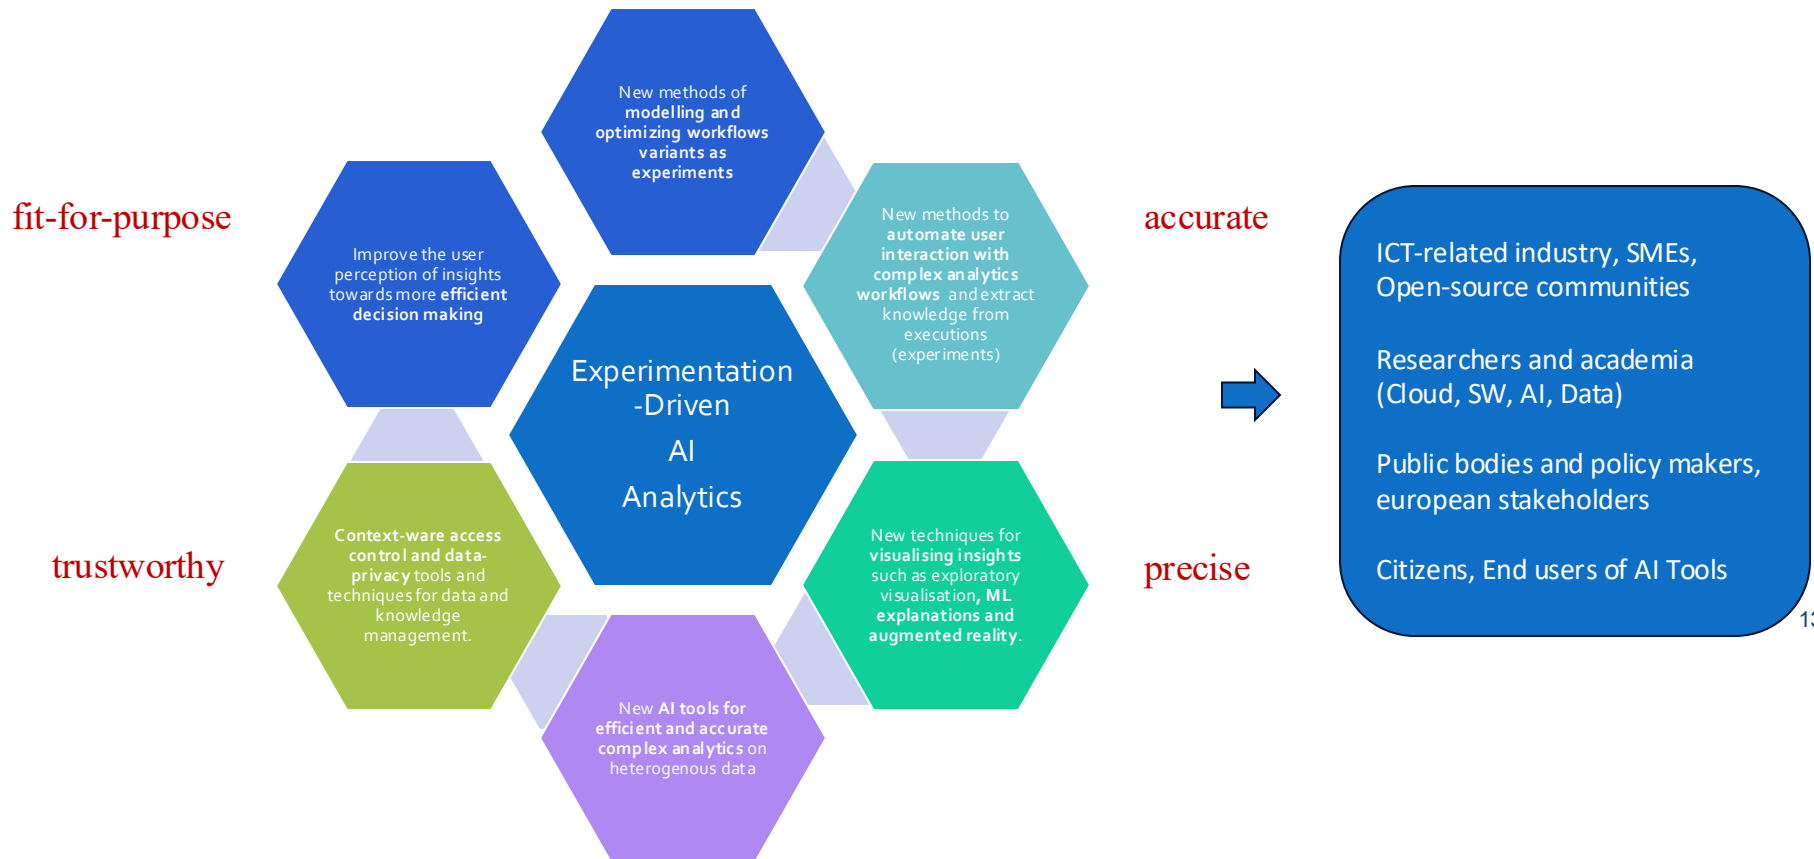 New methods of
modelling and
optimizing workflows
variants as
experiments
fit-for-purpose
Improve the user
perception of insights
towards more efficient
decision making
New methods to
automate user
interaction with
complex analytics
workflows and extract
knowledge from
executions
(experiments)
accurate
Experimentation
-Driven
AI
Analytics
trustworthy
Context-ware access
control and data-
privacy tools and
techniques for data and
knowledge
management.
New techniques for
visualising insights
such as exploratory
visualisation, ML
explanations and
augmented reality.
precise
New AI tools for
efficient and accurate
complex analytics on
heterogenous data
ICT-related industry, SMEs,
Open-source communities
Researchers and academia
(Cloud, SW, AI, Data)
Public bodies and policy makers,
european stakeholders
Citizens, End users of AI Tools
13